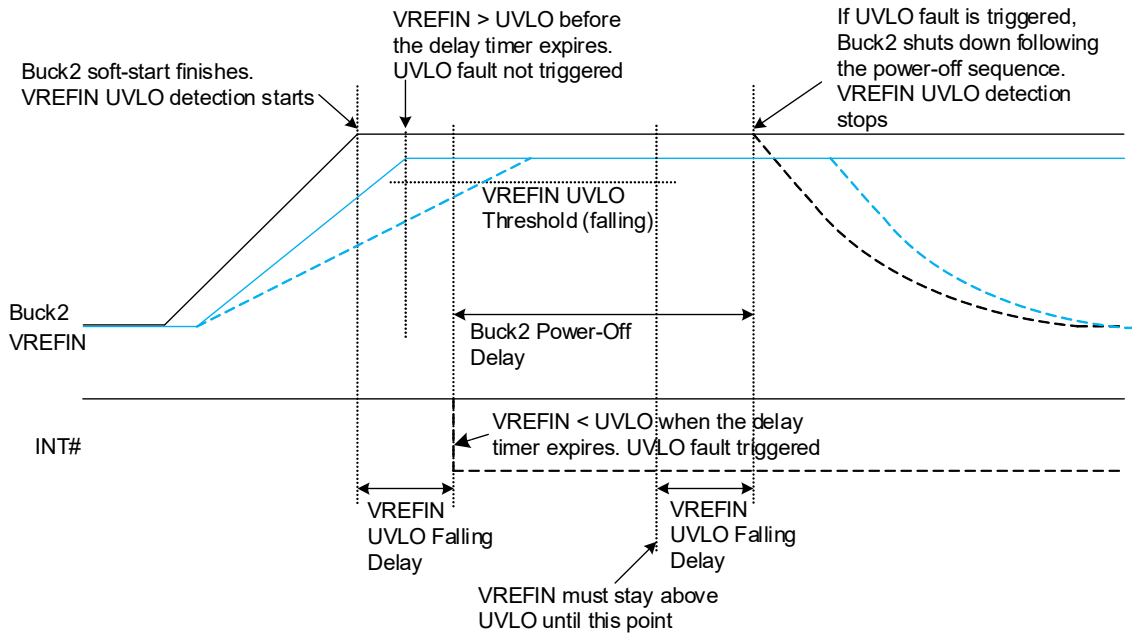 VREFIN > UVLO before
the delay timer expires.
UVLO fault not triggered
If UVLO fault is triggered,
Buck2 shuts down following
the power-off sequence.
VREFIN UVLO detection
stops
Buck2 soft-start finishes.
VREFIN UVLO detection starts
VREFIN UVLO
Threshold (falling)
Buck2
VREFIN
Buck2 Power-Off
Delay
INT#
VREFIN < UVLO when the delay
timer expires. UVLO fault triggered
VREFIN
UVLO Falling
Delay
VREFIN
UVLO Falling
Delay
VREFIN must stay above
UVLO until this point